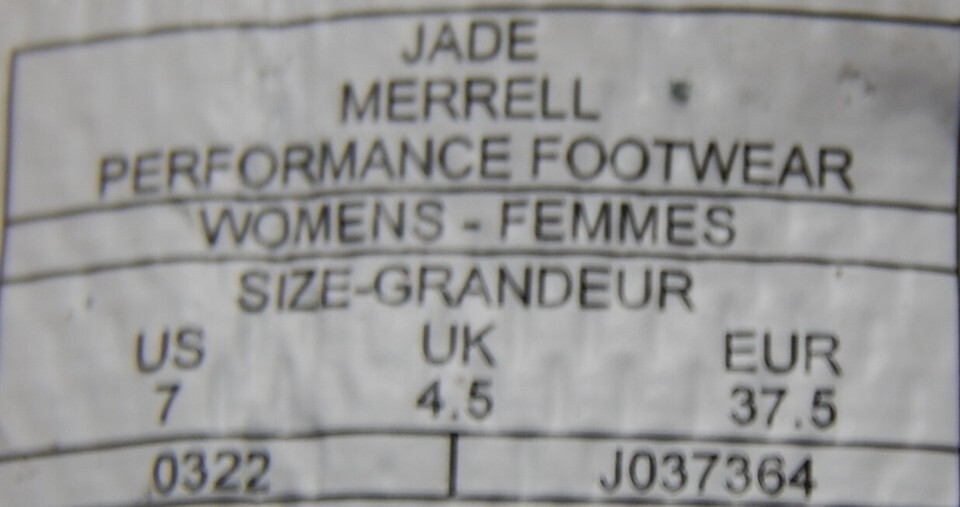 JADE
MERRELL
PERFORMANCE FOOTWEAR
WOMENS - FEMMES
SIZE-GRANDEUR
US UK EUR
7 4.5 37.5
0322 J037364